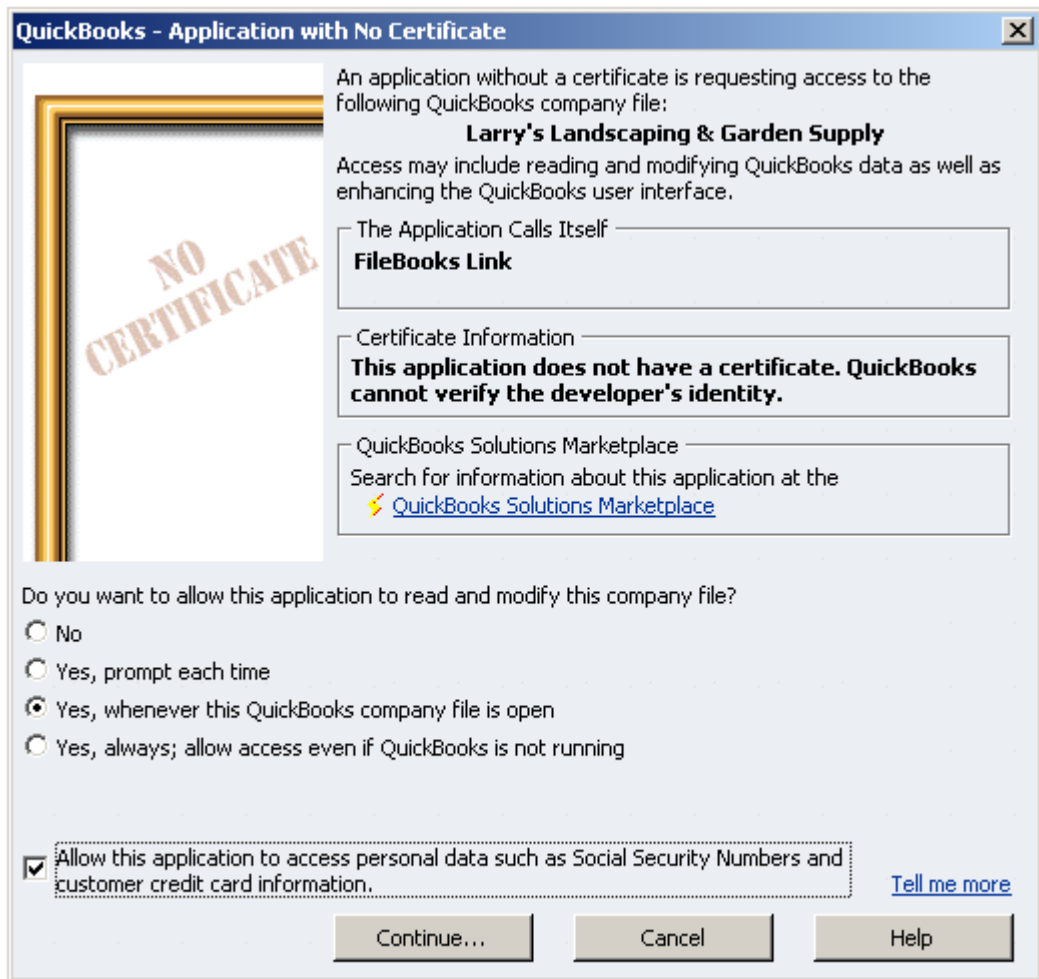 QuickBooks - Application with No Certificate
An application without a certificate is requesting access to the
following QuickBooks company file:
Larry's Landscaping & Garden Supply
Access may include reading and modifying QuickBooks data as well as
enhancing the QuickBooks user interface.
NO
CERTIFICATE
The Application Calls Itself
FileBooks Link
Certificate Information
This application does not have a certificate. QuickBooks
cannot verify the developer's identity.
QuickBooks Solutions Marketplace
Search for information about this application at the
QuickBooks Solutions Marketplace
Do you want to allow this application to read and modify this company file?
No
Yes, prompt each time
Yes, whenever this QuickBooks company file is open
Yes, always; allow access even if QuickBooks is not running
Allow this application to access personal data such as Social Security Numbers and
customer credit card information.
Tell me more
Continue...
Cancel
Help